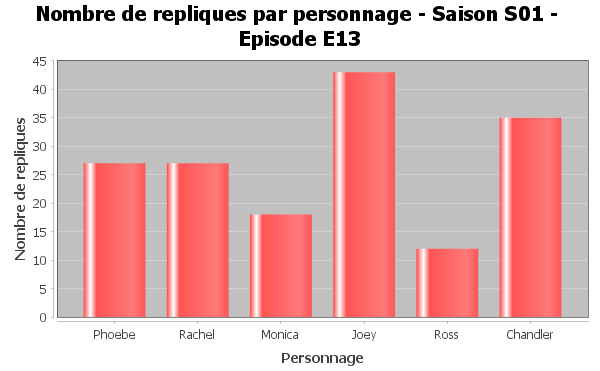 Nombre de repliques par personnage - Saison S01 -
Episode E13
Nombre de repliques
45
40
35
30
25
20
15
10
5
0
Phoebe Rachel Monica Joey Ross Chandler
Personnage